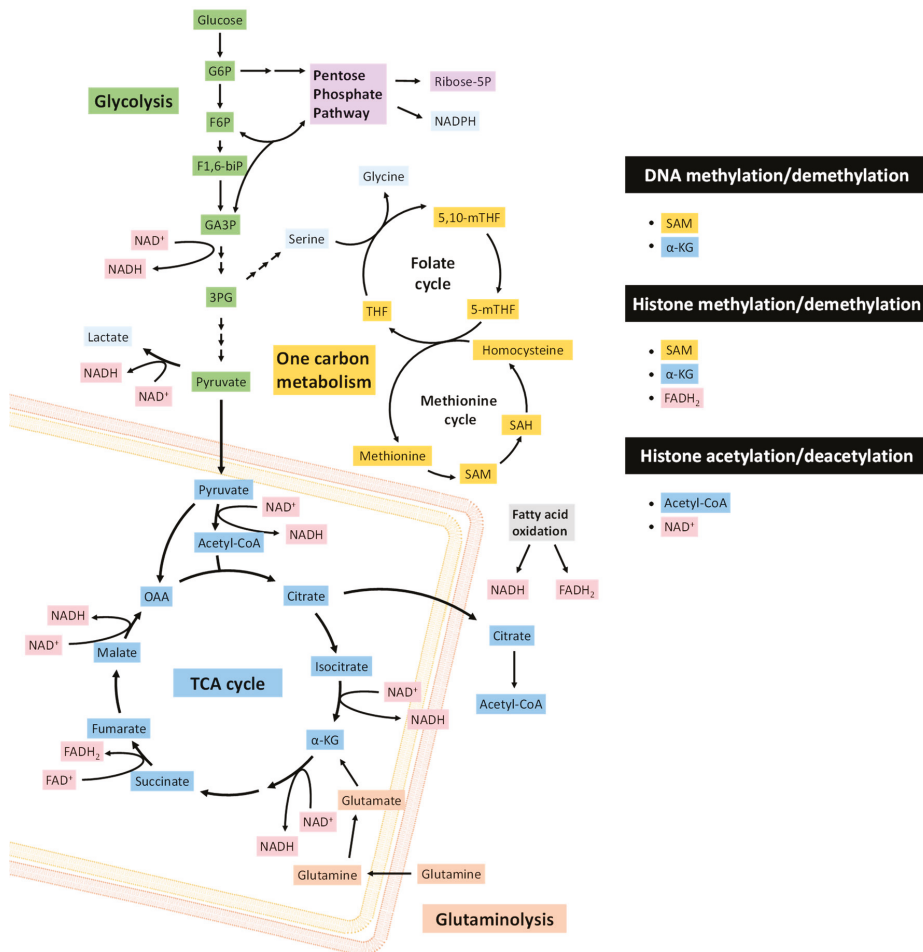 Glucose
G6P
Pentose
Phosphate
Pathway
Ribose-5P
Glycolysis
F6P
NADPH
F1,6-biP
Glycine
GA3P
5,10-mTHF
NAD⁺
Serine
NADH
Folate
cycle
3PG
THF
5-mTHF
Lactate
One carbon
metabolism
Homocysteine
NADH
NAD⁺
Pyruvate
Methionine
cycle
SAH
Methionine
SAM
Pyruvate
NAD⁺
NADH
Acetyl-CoA
Fatty acid
oxidation
NADH
FADH₂
OAA
Citrate
NADH
NAD⁺
Malate
Citrate
TCA cycle
Isocitrate
NAD⁺
NADH
Acetyl-CoA
Fumarate
α-KG
FADH₂
FAD⁺
Succinate
Glutamate
NAD⁺
NADH
Glutamine
Glutamine
Glutaminolysis
DNA methylation/demethylation
• SAM
• α-KG
Histone methylation/demethylation
• SAM
• α-KG
• FADH₂
Histone acetylation/deacetylation
• Acetyl-CoA
• NAD⁺